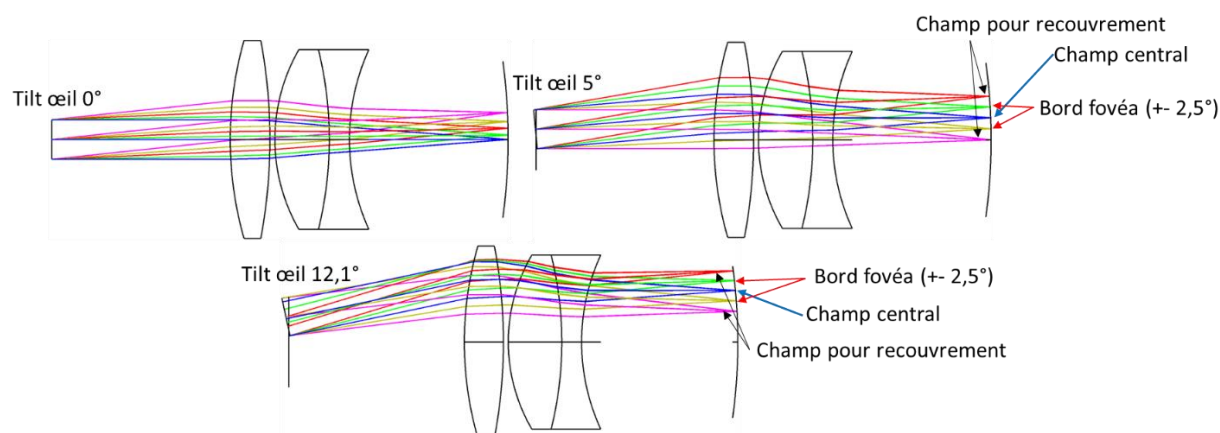 Champ pour recouvrement
Champ central
Tilt œil 0°
Tilt œil 5°
Bord fovéa (+- 2,5°)
Tilt œil 12,1°
Bord fovéa (+- 2,5°)
Champ central
Champ pour recouvrement